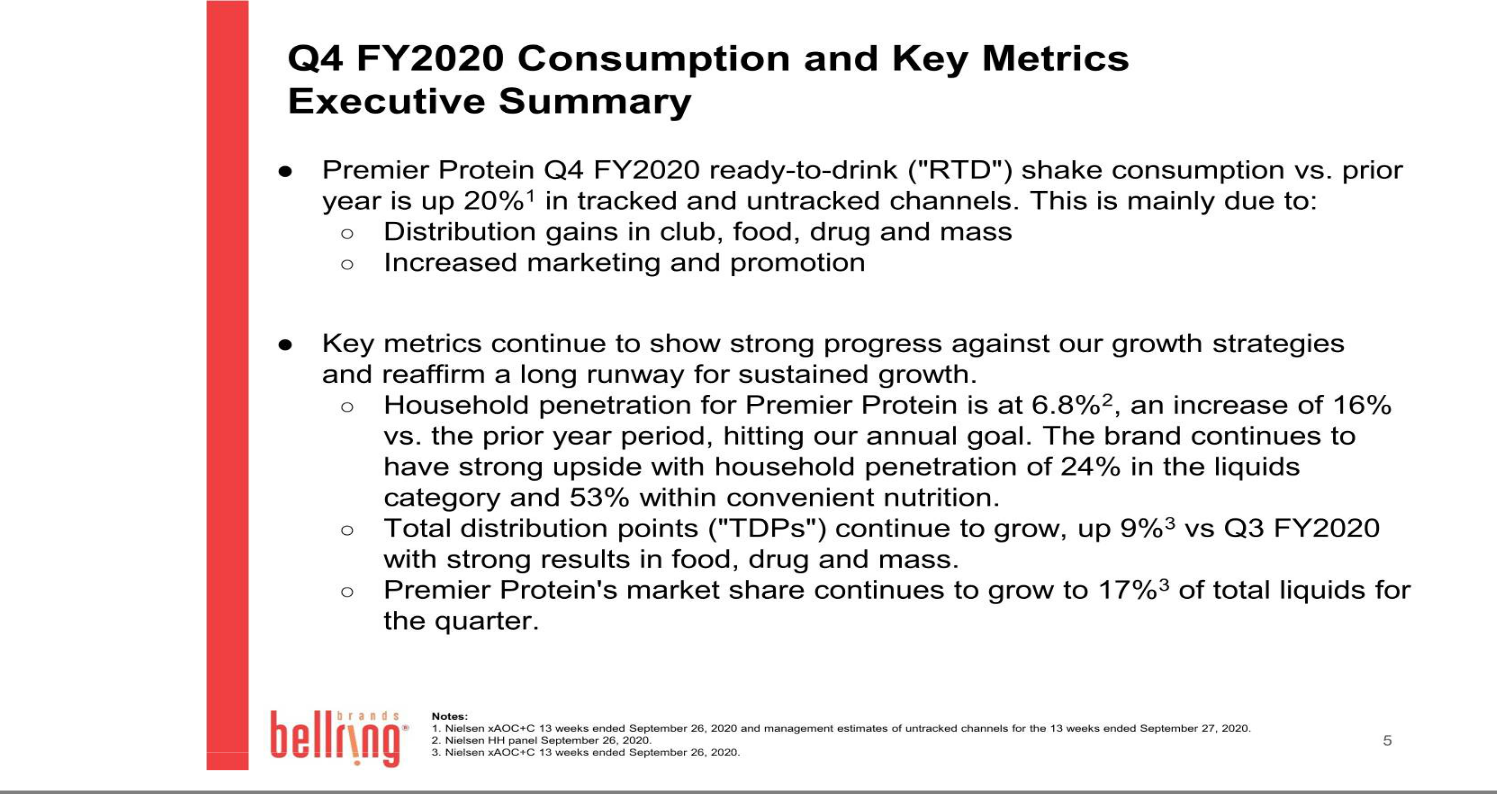 Q4 FY2020 Consumption and Key Metrics
Executive Summary
● Premier Protein Q4 FY2020 ready-to-drink ("RTD") shake consumption vs. prior
year is up 20%¹ in tracked and untracked channels. This is mainly due to:
○ Distribution gains in club, food, drug and mass
○ Increased marketing and promotion
● Key metrics continue to show strong progress against our growth strategies
and reaffirm a long runway for sustained growth.
○ Household penetration for Premier Protein is at 6.8%², an increase of 16%
vs. the prior year period, hitting our annual goal. The brand continues to
have strong upside with household penetration of 24% in the liquids
category and 53% within convenient nutrition.
○ Total distribution points ("TDPs") continue to grow, up 9%³ vs Q3 FY2020
with strong results in food, drug and mass.
○ Premier Protein's market share continues to grow to 17%³ of total liquids for
the quarter.
brands
bellring®
Notes:
1. Nielsen xAOC+C 13 weeks ended September 26, 2020 and management estimates of untracked channels for the 13 weeks ended September 27, 2020.
2. Nielsen HH panel September 26, 2020.
3. Nielsen xAOC+C 13 weeks ended September 26, 2020.
5